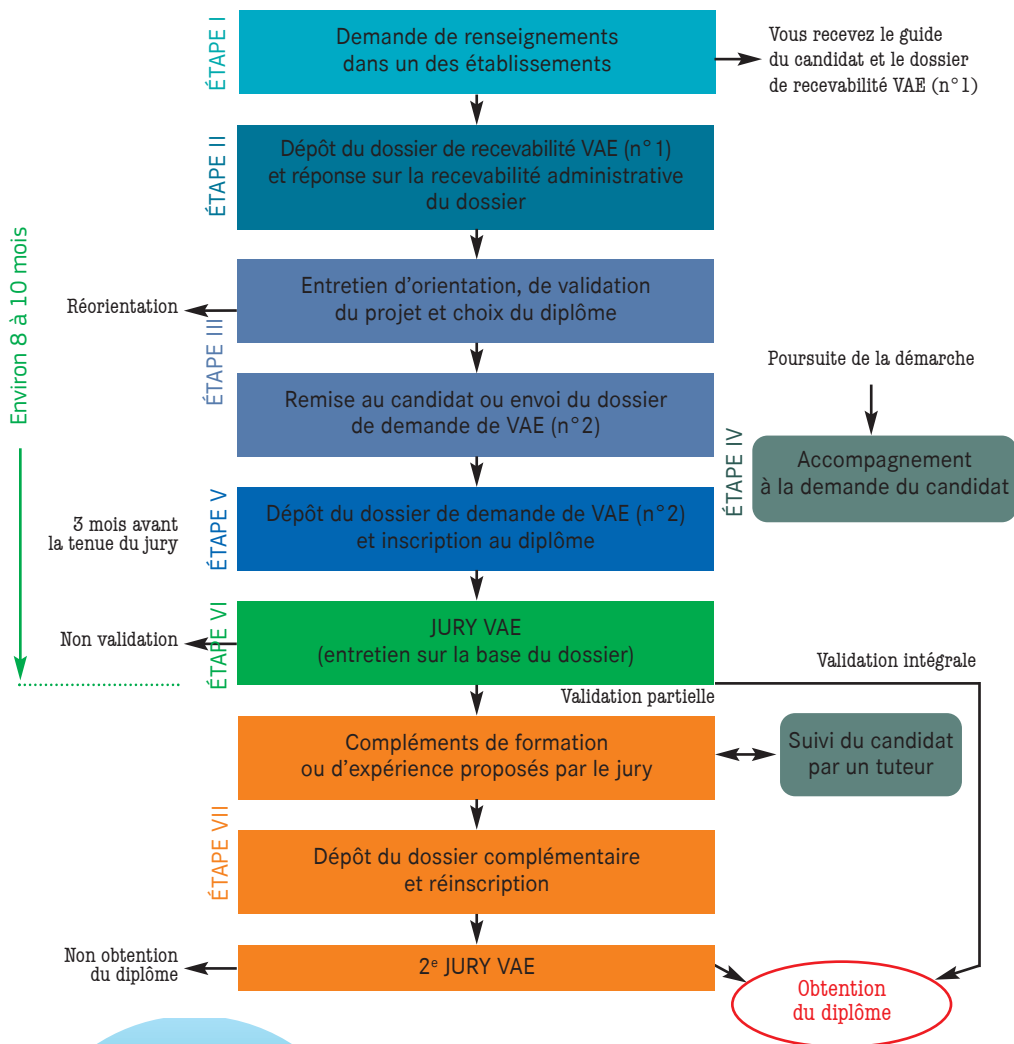 ÉTAPE I
Demande de renseignements
dans un des établissements
Vous recevez le guide
du candidat et le dossier
de recevabilité VAE (n°1)
ÉTAPE II
Dépôt du dossier de recevabilité VAE (n°1)
et réponse sur la recevabilité administrative
du dossier
Environ 8 à 10 mois
ÉTAPE III
Entretien d'orientation, de validation
du projet et choix du diplôme
Réorientation
Remise au candidat ou envoi du dossier
de demande de VAE (n°2)
Poursuite de la démarche
ÉTAPE IV
Accompagnement
à la demande du candidat
ÉTAPE V
Dépôt du dossier de demande de VAE (n°2)
et inscription au diplôme
3 mois avant
la tenue du jury
ÉTAPE VI
JURY VAE
(entretien sur la base du dossier)
Non validation
Validation intégrale
Validation partielle
ÉTAPE VII
Compléments de formation
ou d'expérience proposés par le jury
Suivi du candidat
par un tuteur
Dépôt du dossier complémentaire
et réinscription
Non obtention
du diplôme
2e JURY VAE
Obtention
du diplôme